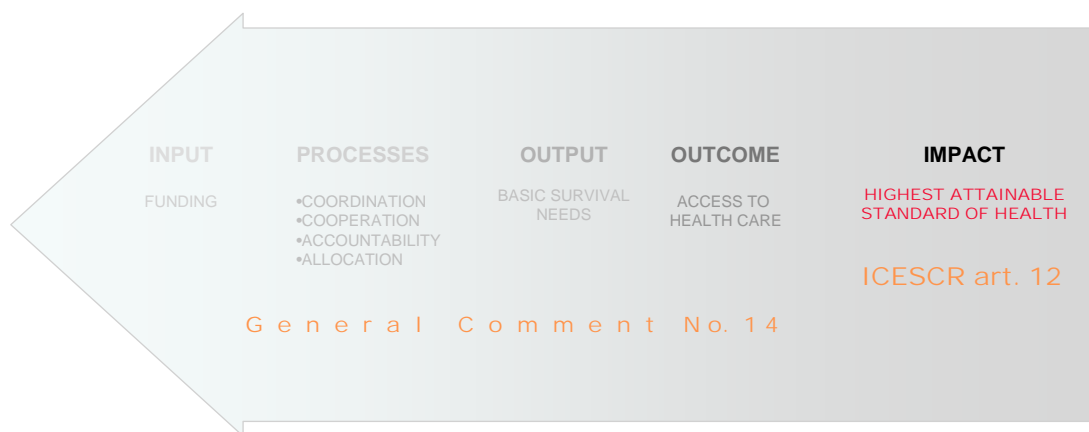 INPUT
FUNDING
PROCESSES
•COORDINATION
•COOPERATION
•ACCOUNTABILITY
•ALLOCATION
OUTPUT
BASIC SURVIVAL
NEEDS
OUTCOME
ACCESS TO
HEALTH CARE
IMPACT
HIGHEST ATTAINABLE
STANDARD OF HEALTH
ICESCR art. 12
General Comment No. 14